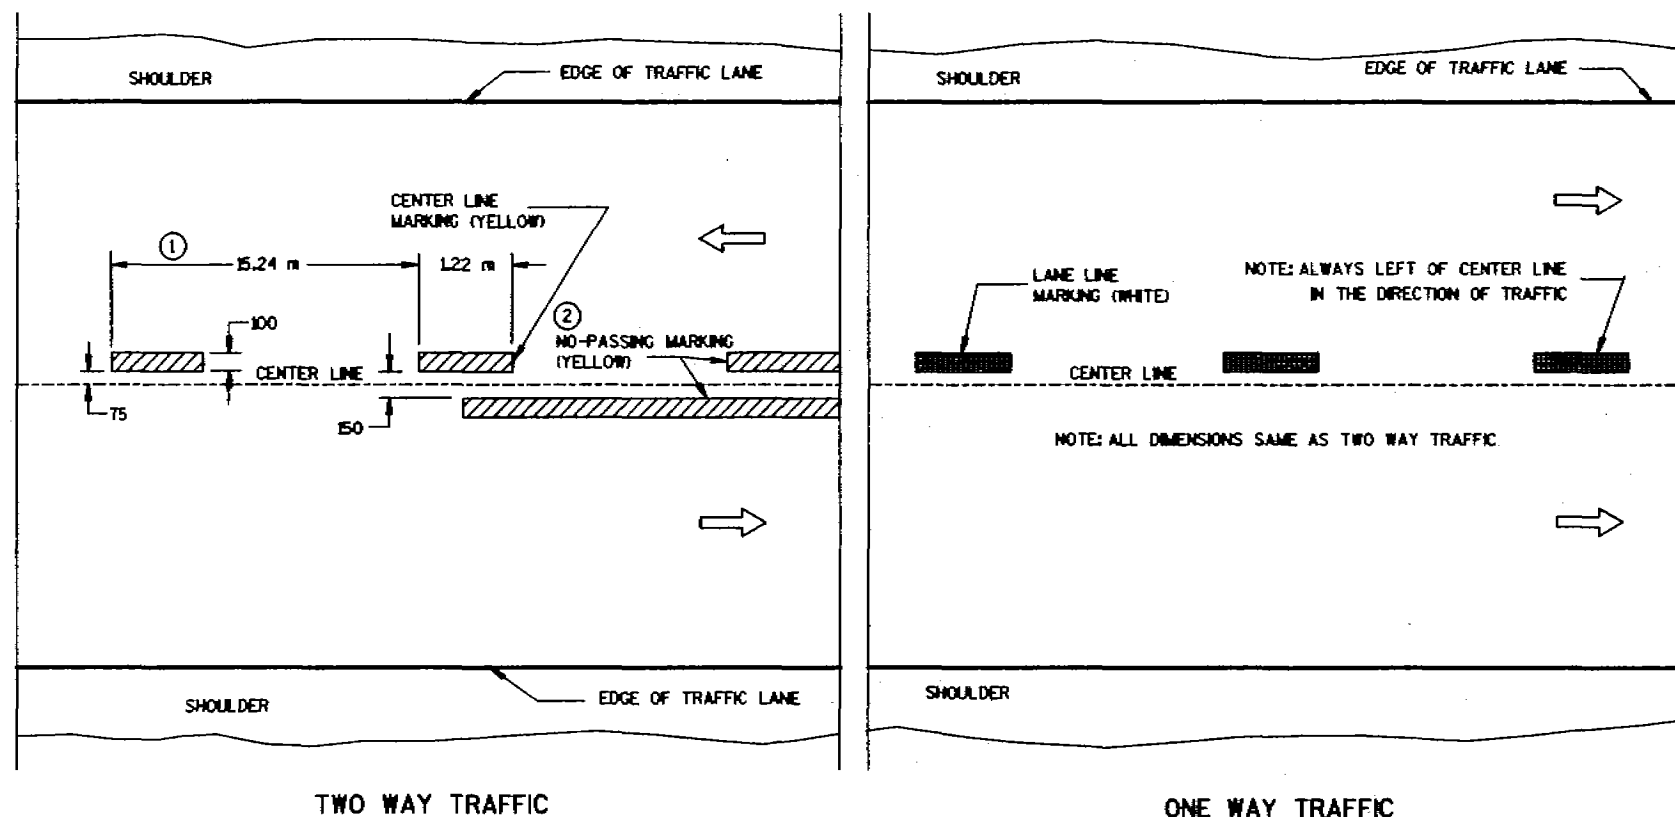 SHOULDER
EDGE OF TRAFFIC LANE
CENTER LINE
MARKING (YELLOW)
1
15.24 m
1.22 m
2
100
NO-PASSING MARKING
(YELLOW)
CENTER LINE
75
150
EDGE OF TRAFFIC LANE
SHOULDER
TWO WAY TRAFFIC
SHOULDER
EDGE OF TRAFFIC LANE
LANE LINE
MARKING (WHITE)
NOTE: ALWAYS LEFT OF CENTER LINE
IN THE DIRECTION OF TRAFFIC
CENTER LINE
NOTE: ALL DIMENSIONS SAME AS TWO WAY TRAFFIC
SHOULDER
ONE WAY TRAFFIC